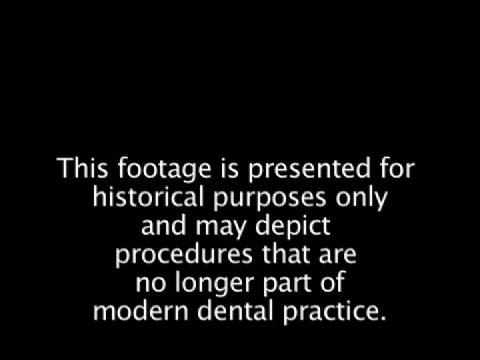 This footage is presented for
historical purposes only
and may depict
procedures that are
no longer part of
modern dental practice.